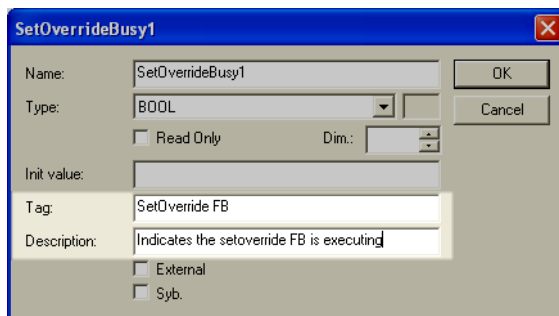 SetOverrideBusy1
Name: SetOverrideBusy1 OK
Type: BOOL Cancel
Read Only Dim.:
Init value:
Tag: SetOverride FB
Description: Indicates the setoverride FB is executing
External
Syb.